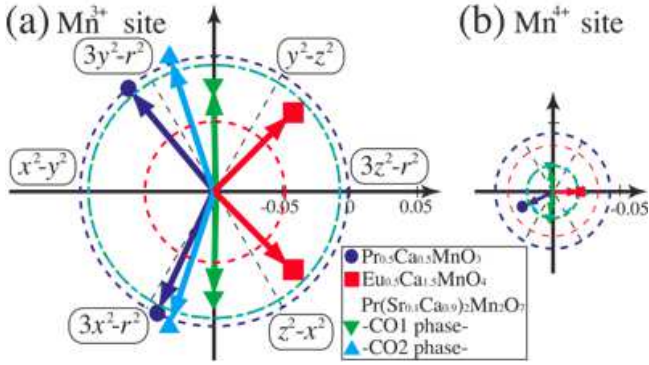 (a) Mn³⁺ site
(b) Mn⁴⁺ site
3y²-r²
y²-z²
x²-y²
3z²-r²
-0.05
0
0.05
0
-0.05
3x²-r²
z²-x²
Pr₀.₅Ca₀.₅MnO₃
Eu₀.₅Ca₁.₅MnO₄
Pr(Sr₀.₁Ca₀.₉)₂Mn₂O₇
-CO1 phase-
-CO2 phase-